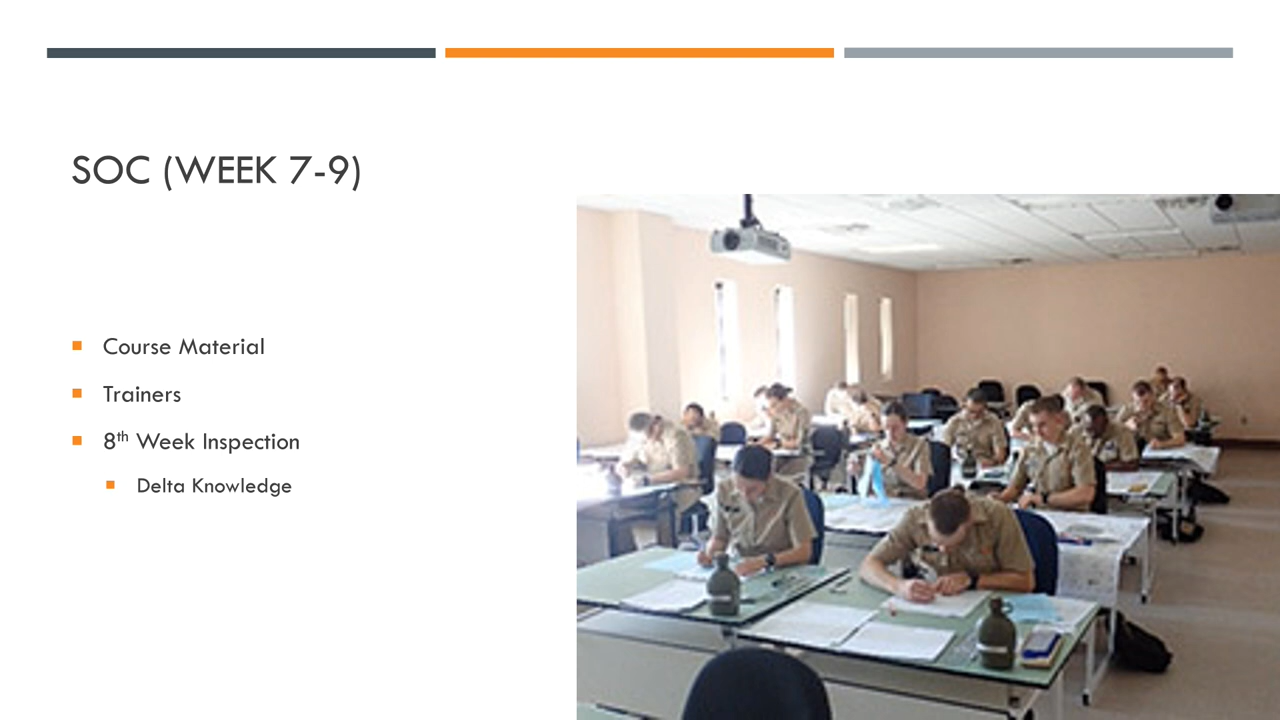 SOC (WEEK 7-9)
Course Material
Trainers
8th Week Inspection
Delta Knowledge